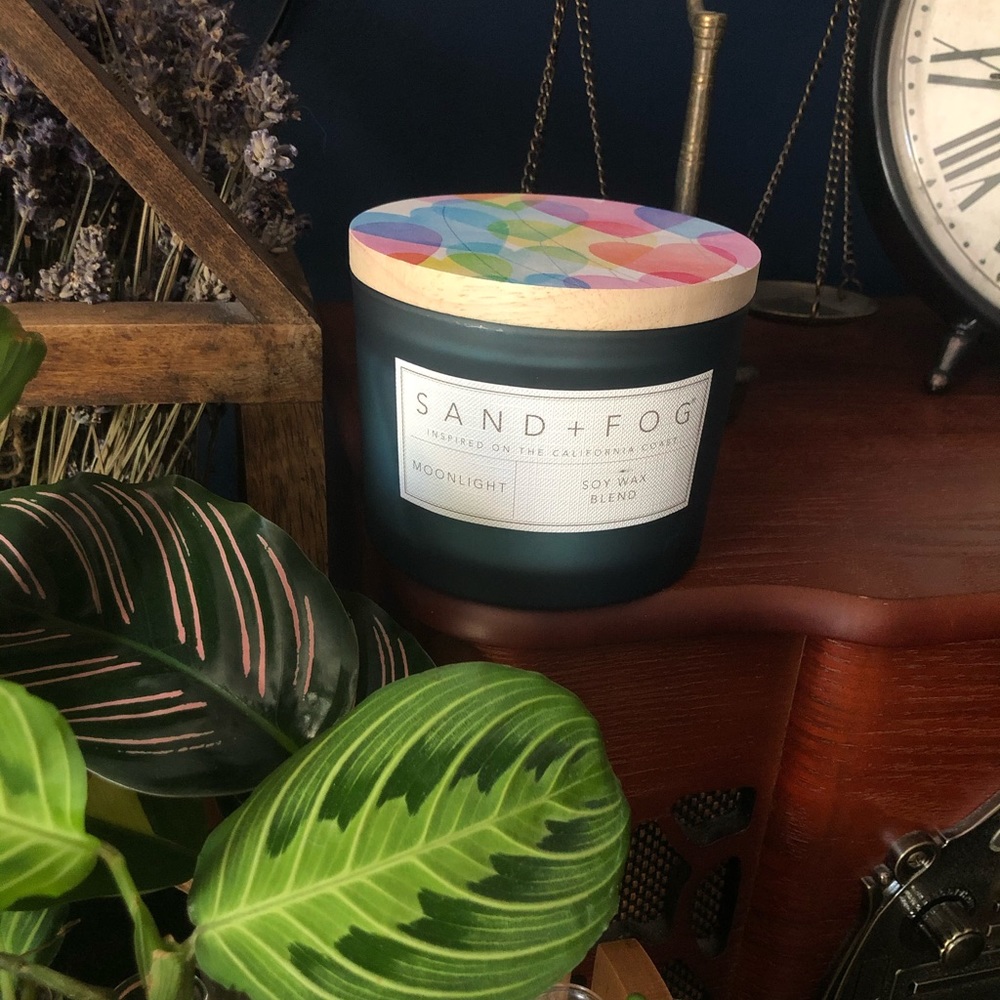 SAND + FOG®
INSPIRED ON THE CALIFORNIA COAST
MOONLIGHT
SOY WAX
BLEND